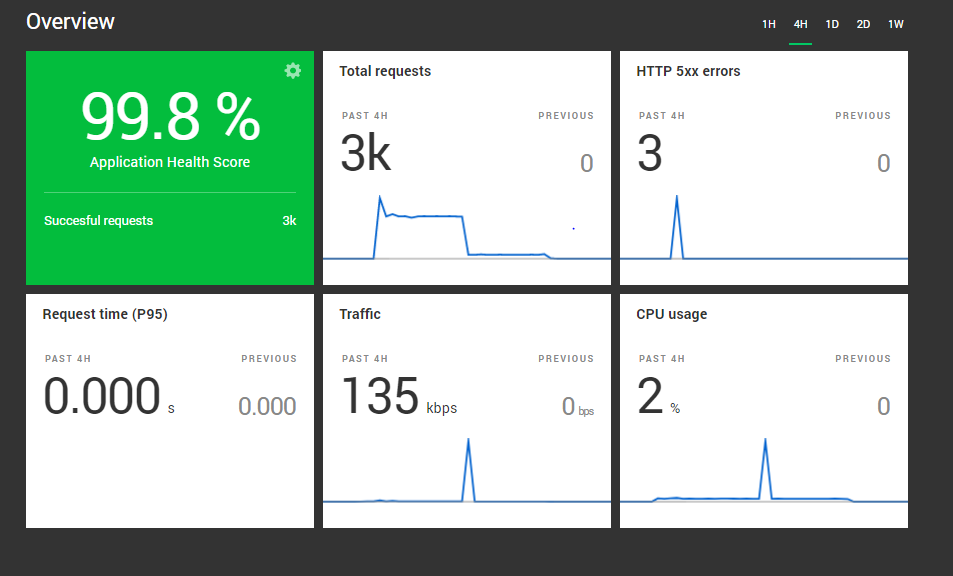 Overview
1H 4H 1D 2D 1W
99.8 %
Application Health Score
Succesful requests 3k
Total requests
PAST 4H PREVIOUS
3k 0
HTTP 5xx errors
PAST 4H PREVIOUS
3 0
Request time (P95)
PAST 4H PREVIOUS
0.000 s 0.000
Traffic
PAST 4H PREVIOUS
135 kbps 0 bps
CPU usage
PAST 4H PREVIOUS
2 % 0